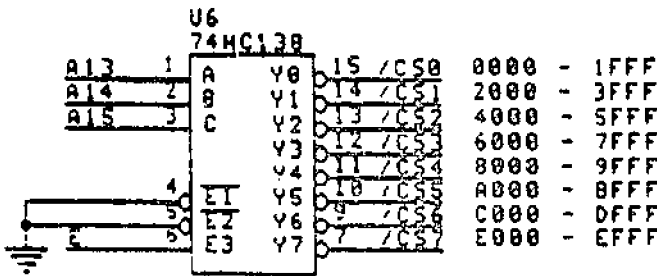 U6
74HC138
A13 1 A Y0 15 /CS0 0000 - 1FFF
A14 2 B Y1 14 /CS1 2000 - 3FFF
A15 3 C Y2 13 /CS2 4000 - 5FFF
Y3 12 /CS3 6000 - 7FFF
Y4 11 /CS4 8000 - 9FFF
4 E1 Y5 10 /CS5 A000 - BFFF
5 E2 Y6 9 /CS6 C000 - DFFF
E 6 E3 Y7 7 /CS7 E000 - EFFF